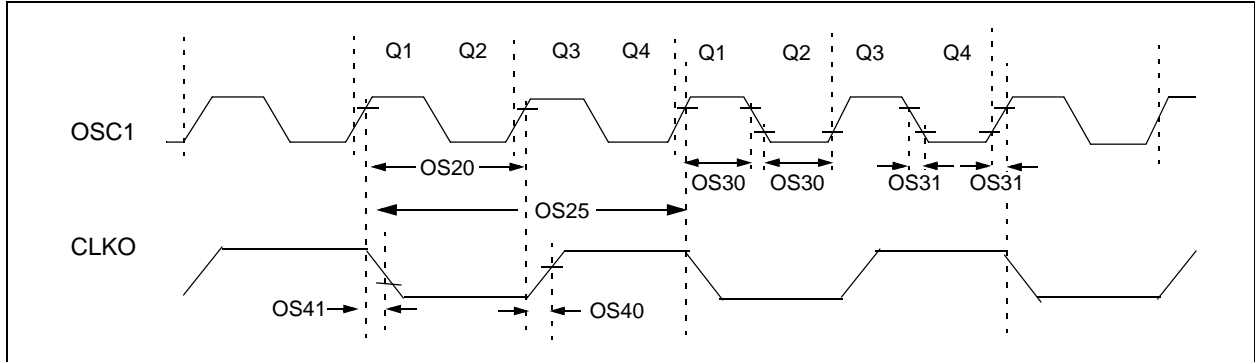 Q1 Q2 Q3 Q4 Q1 Q2 Q3 Q4
OSC1
OS20
OS30 OS30 OS31 OS31
OS25
CLKO
OS41 OS40